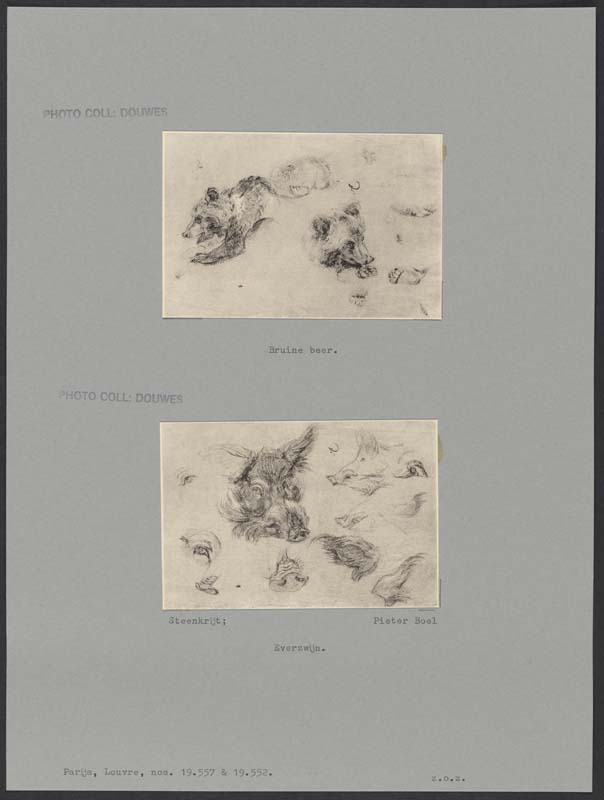 PHOTO COLL: DOUWES
Bruine beer.
PHOTO COLL: DOUWES
Steenkrijt; Pieter Boel
Everzwijn.
Parijs, Louvre, nos. 19.557 & 19.552.
z.o.z.